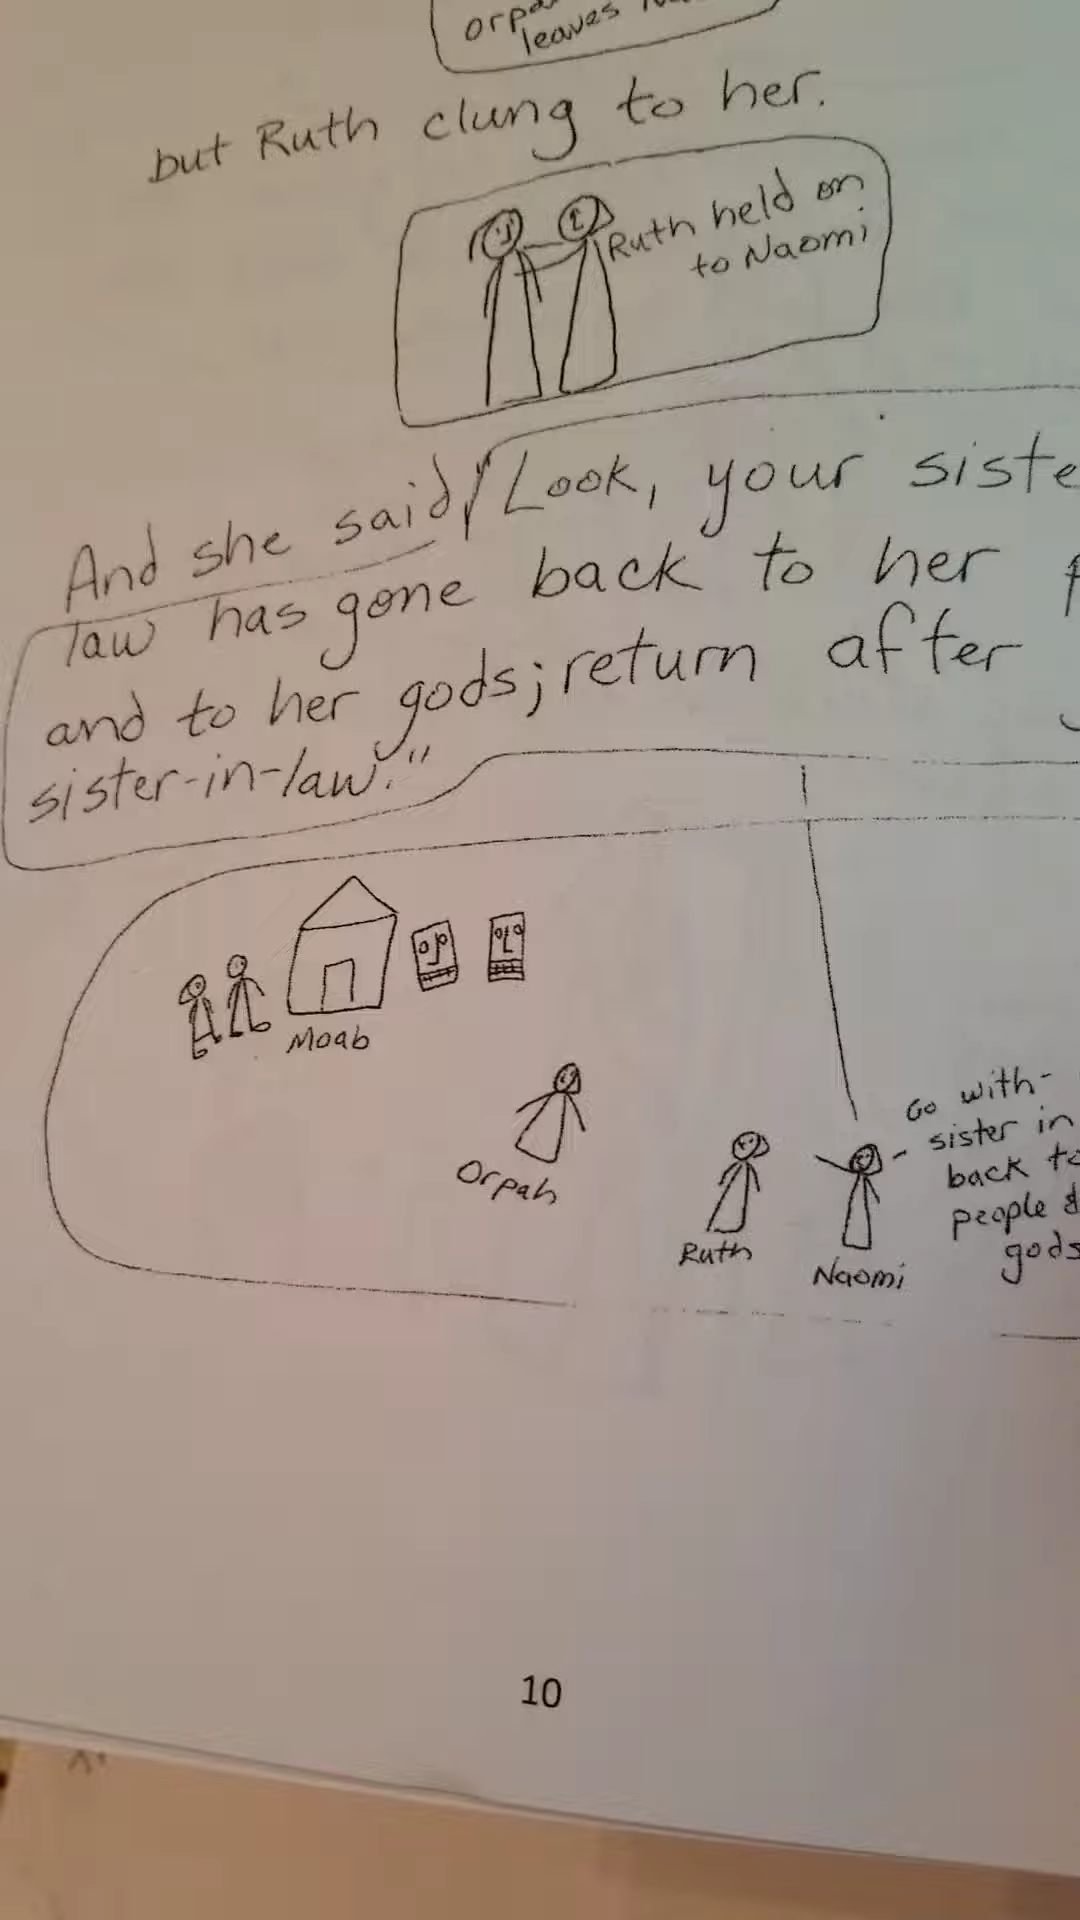 leaves
but Ruth clung to her.
Ruth held on
to Naomi
And she said, Look, your
law has gone back to her
and to her gods; return after
sister-in-law."
Moab
Orpah
Ruth
Naomi
Go with-
sister in
back to
people &
gods
10